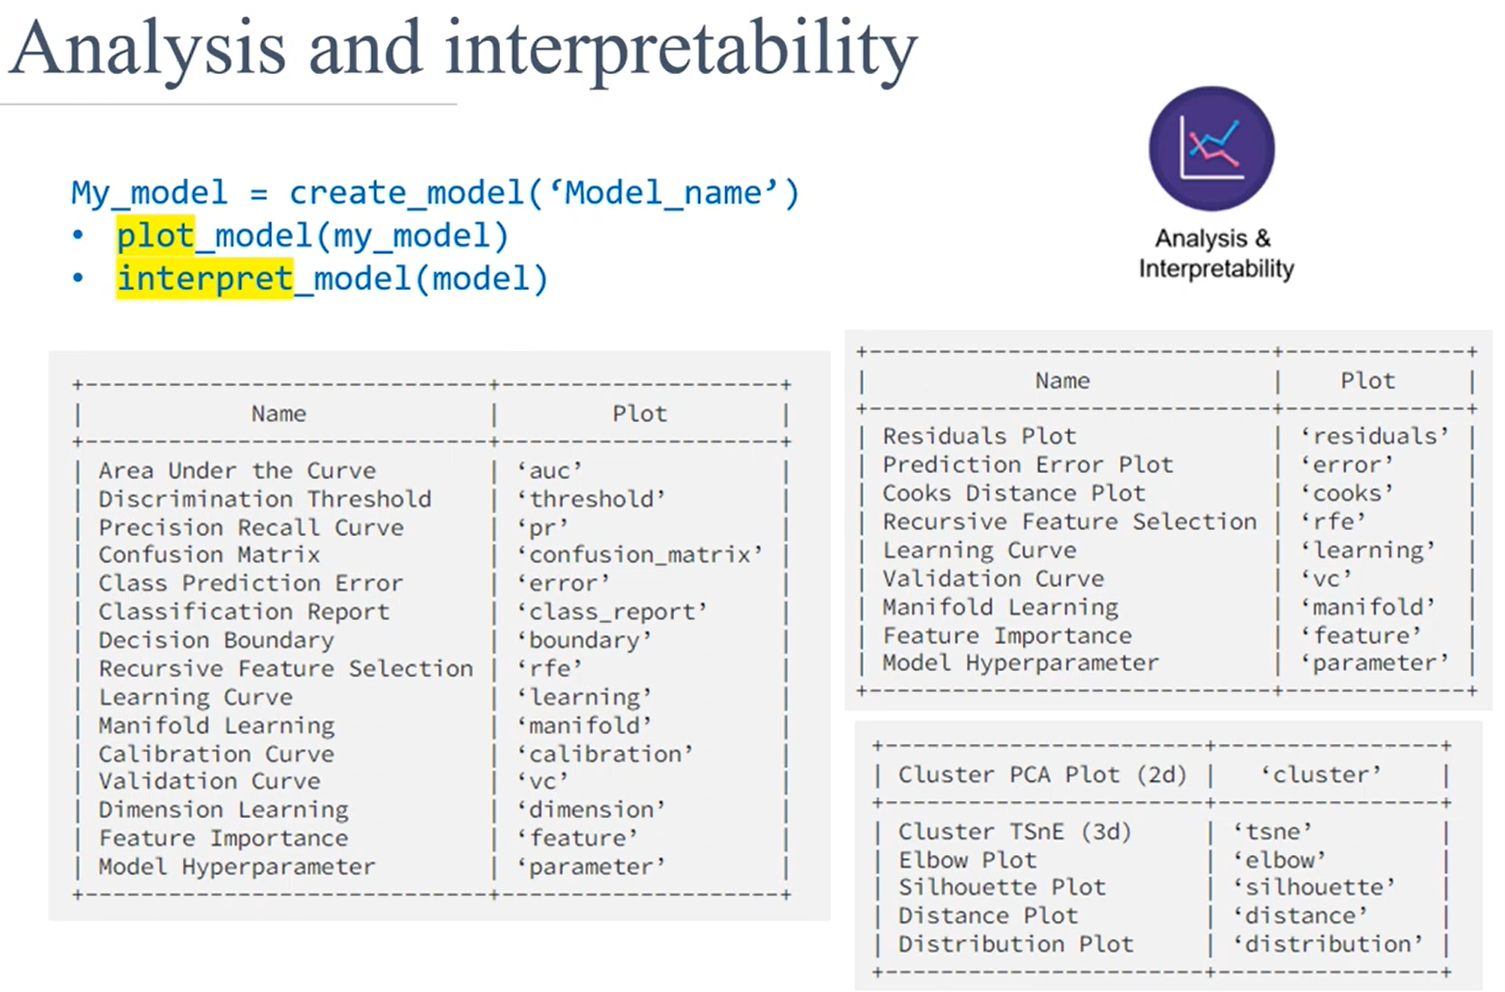 Analysis and interpretability
My_model = create_model(‘Model_name’)
• plot_model(my_model)
• interpret_model(model)
Analysis &
Interpretability
+-----------------------------+--------------------+
| Name | Plot |
+-----------------------------+--------------------+
| Area Under the Curve | ‘auc’ |
| Discrimination Threshold | ‘threshold’ |
| Precision Recall Curve | ‘pr’ |
| Confusion Matrix | ‘confusion_matrix’ |
| Class Prediction Error | ‘error’ |
| Classification Report | ‘class_report’ |
| Decision Boundary | ‘boundary’ |
| Recursive Feature Selection | ‘rfe’ |
| Learning Curve | ‘learning’ |
| Manifold Learning | ‘manifold’ |
| Calibration Curve | ‘calibration’ |
| Validation Curve | ‘vc’ |
| Dimension Learning | ‘dimension’ |
| Feature Importance | ‘feature’ |
| Model Hyperparameter | ‘parameter’ |
+-----------------------------+--------------------+
+-----------------------------+-------------+
| Name | Plot |
+-----------------------------+-------------+
| Residuals Plot | ‘residuals’ |
| Prediction Error Plot | ‘error’ |
| Cooks Distance Plot | ‘cooks’ |
| Recursive Feature Selection | ‘rfe’ |
| Learning Curve | ‘learning’ |
| Validation Curve | ‘vc’ |
| Manifold Learning | ‘manifold’ |
| Feature Importance | ‘feature’ |
| Model Hyperparameter | ‘parameter’ |
+-----------------------------+-------------+
+-----------------------+----------------+
| Cluster PCA Plot (2d) | ‘cluster’ |
+-----------------------+----------------+
| Cluster TSnE (3d) | ‘tsne’ |
| Elbow Plot | ‘elbow’ |
| Silhouette Plot | ‘silhouette’ |
| Distance Plot | ‘distance’ |
| Distribution Plot | ‘distribution’ |
+-----------------------+----------------+